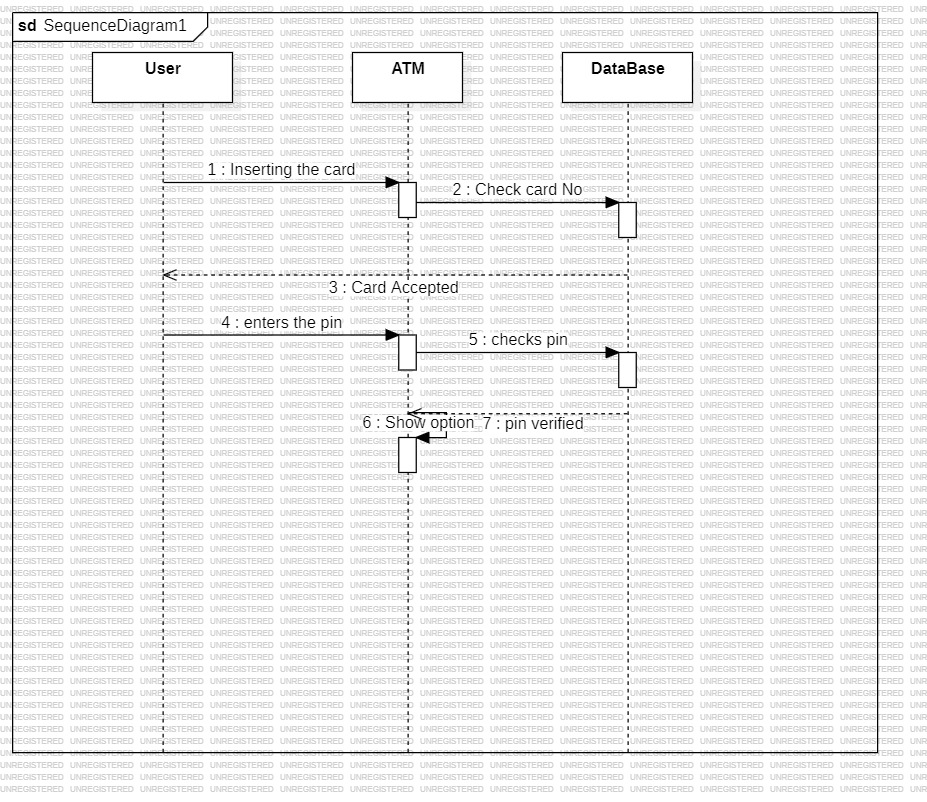 sd SequenceDiagram1
User
ATM
DataBase
1 : Inserting the card
2 : Check card No
3 : Card Accepted
4 : enters the pin
5 : checks pin
6 : Show option
7 : pin verified
UNREGISTERED